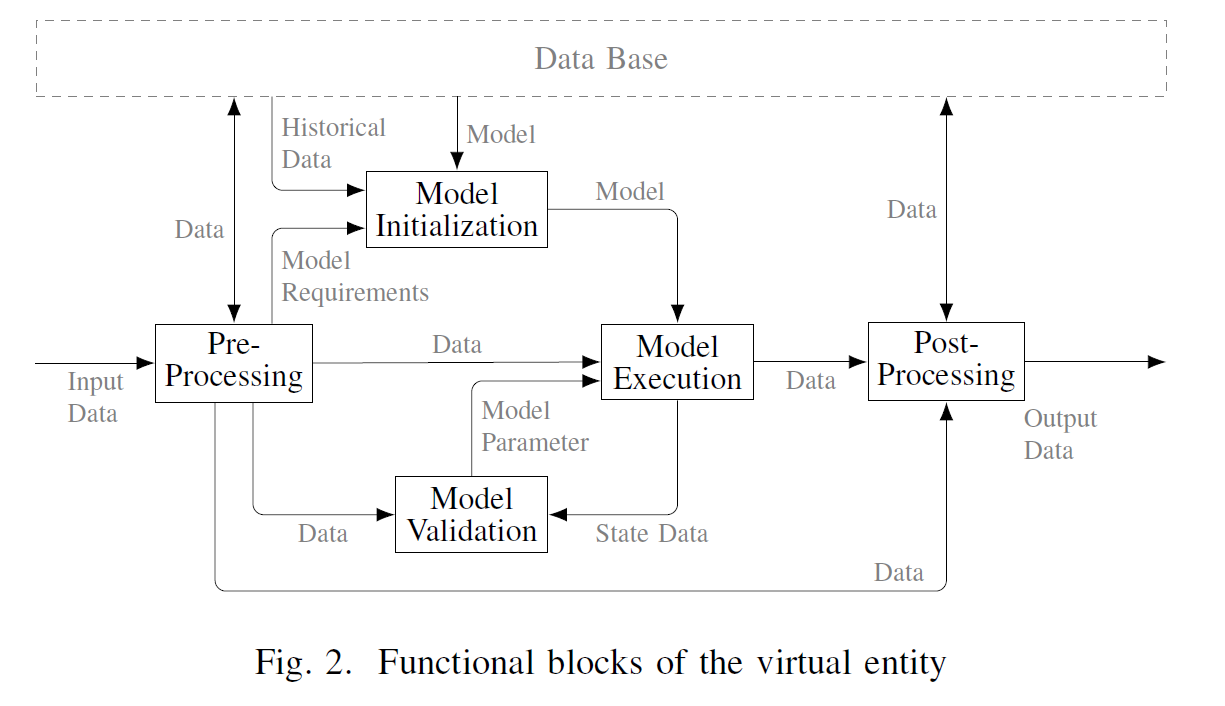 Data Base
Historical
Data
Model
Model
Initialization
Model
Data
Data
Model
Requirements
Pre-
Processing
Data
Model
Execution
Post-
Processing
Input
Data
Data
Model
Parameter
Output
Data
Model
Validation
Data
State Data
Data
Fig. 2. Functional blocks of the virtual entity